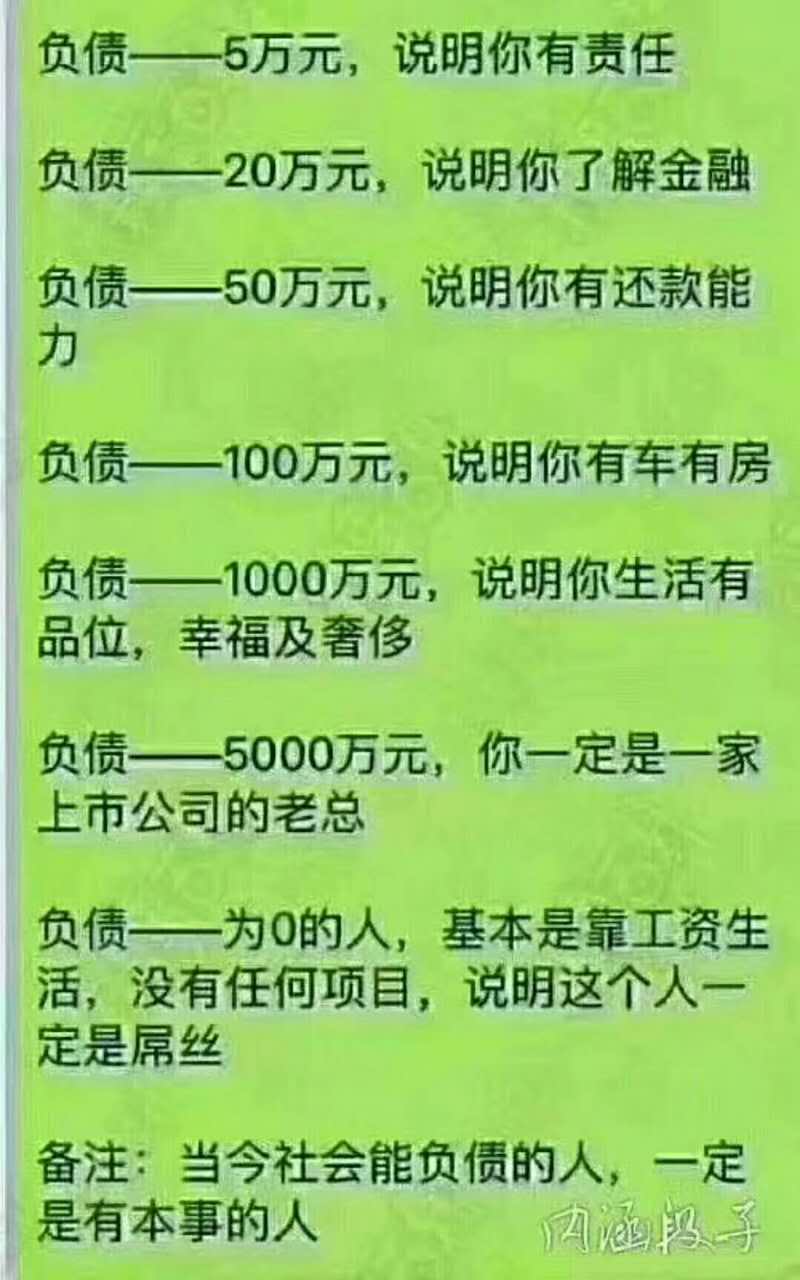 负债——5万元，说明你有责任
负债——20万元，说明你了解金融
负债——50万元，说明你有还款能
力
负债——100万元，说明你有车有房
负债——1000万元，说明你生活有
品位，幸福及奢侈
负债——5000万元，你一定是一家
上市公司的老总
负债——为0的人，基本是靠工资生
活，没有任何项目，说明这个人一
定是屌丝
备注：当今社会能负债的人，一定
是有本事的人
内涵段子